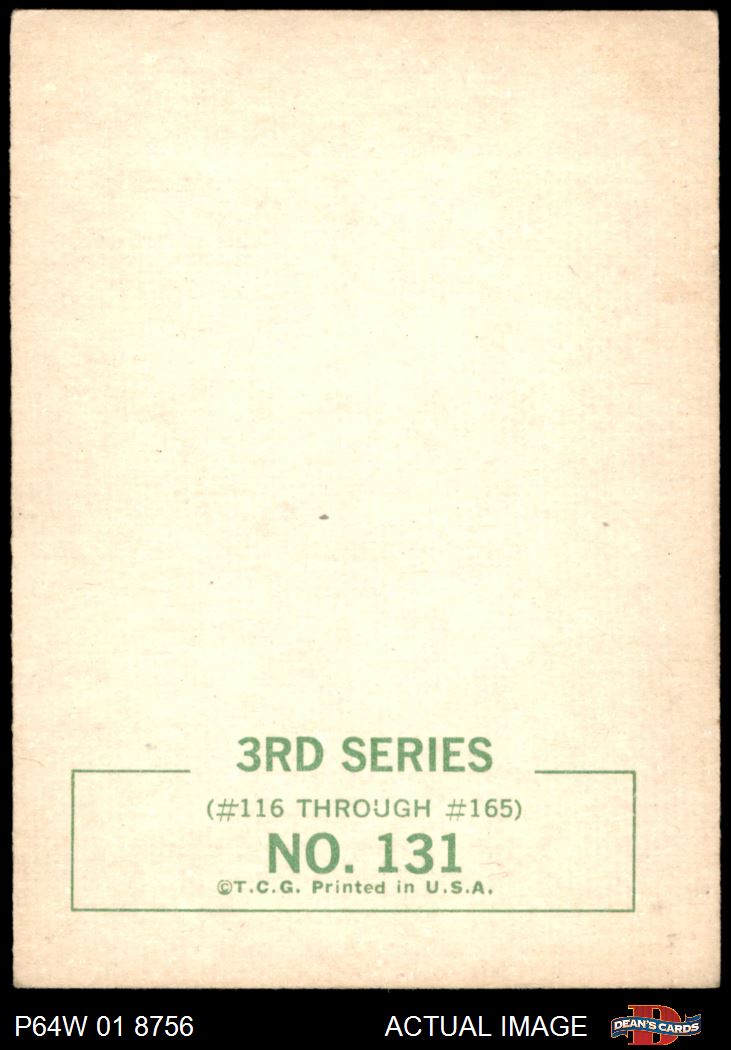 3RD SERIES
(#116 THROUGH #165)
NO. 131
©T.C.G. Printed in U.S.A.
P64W 01 8756
ACTUAL IMAGE
D
DEAN'S CARDS